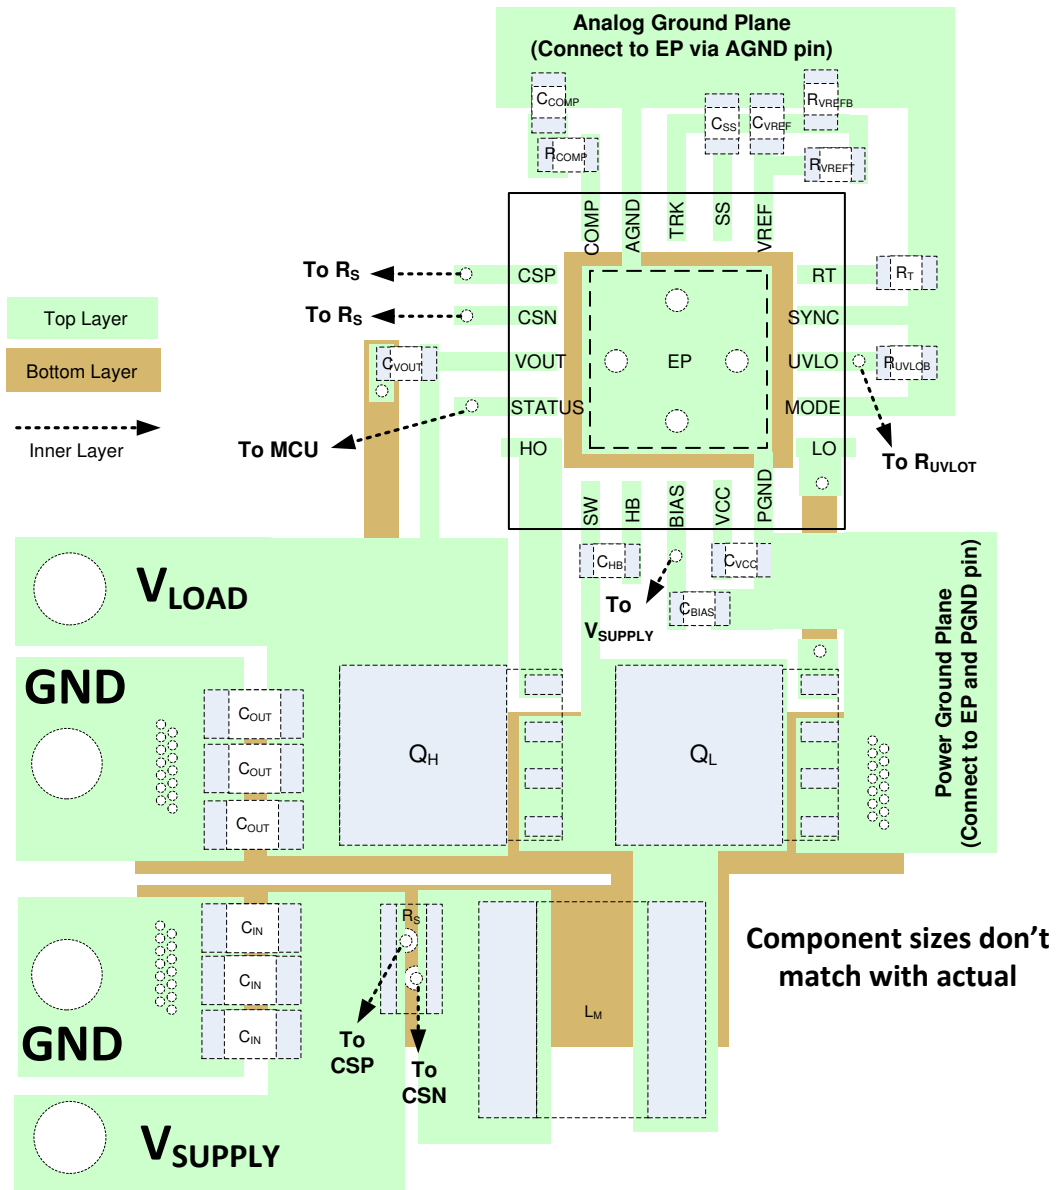 Analog Ground Plane
(Connect to EP via AGND pin)
CCOMP
RVREFB
CSS
CVREF
RCOMP
RVREFT
COMP
AGND
TRK
SS
VREF
To RS
CSP
RT
RT
To RS
CSN
SYNC
Top Layer
CVOUT
VOUT
EP
UVLO
RUVLOB
Bottom Layer
STATUS
MODE
Inner Layer
To MCU
HO
LO
To RUVLOT
SW
HB
BIAS
VCC
PGND
CHB
CVCC
VLOAD
To
VSUPPLY
CBIAS
Power Ground Plane
(Connect to EP and PGND pin)
GND
COUT
COUT
COUT
QH
QL
CIN
CIN
CIN
RS
LM
Component sizes don't
match with actual
GND
To
CSP
To
CSN
VSUPPLY